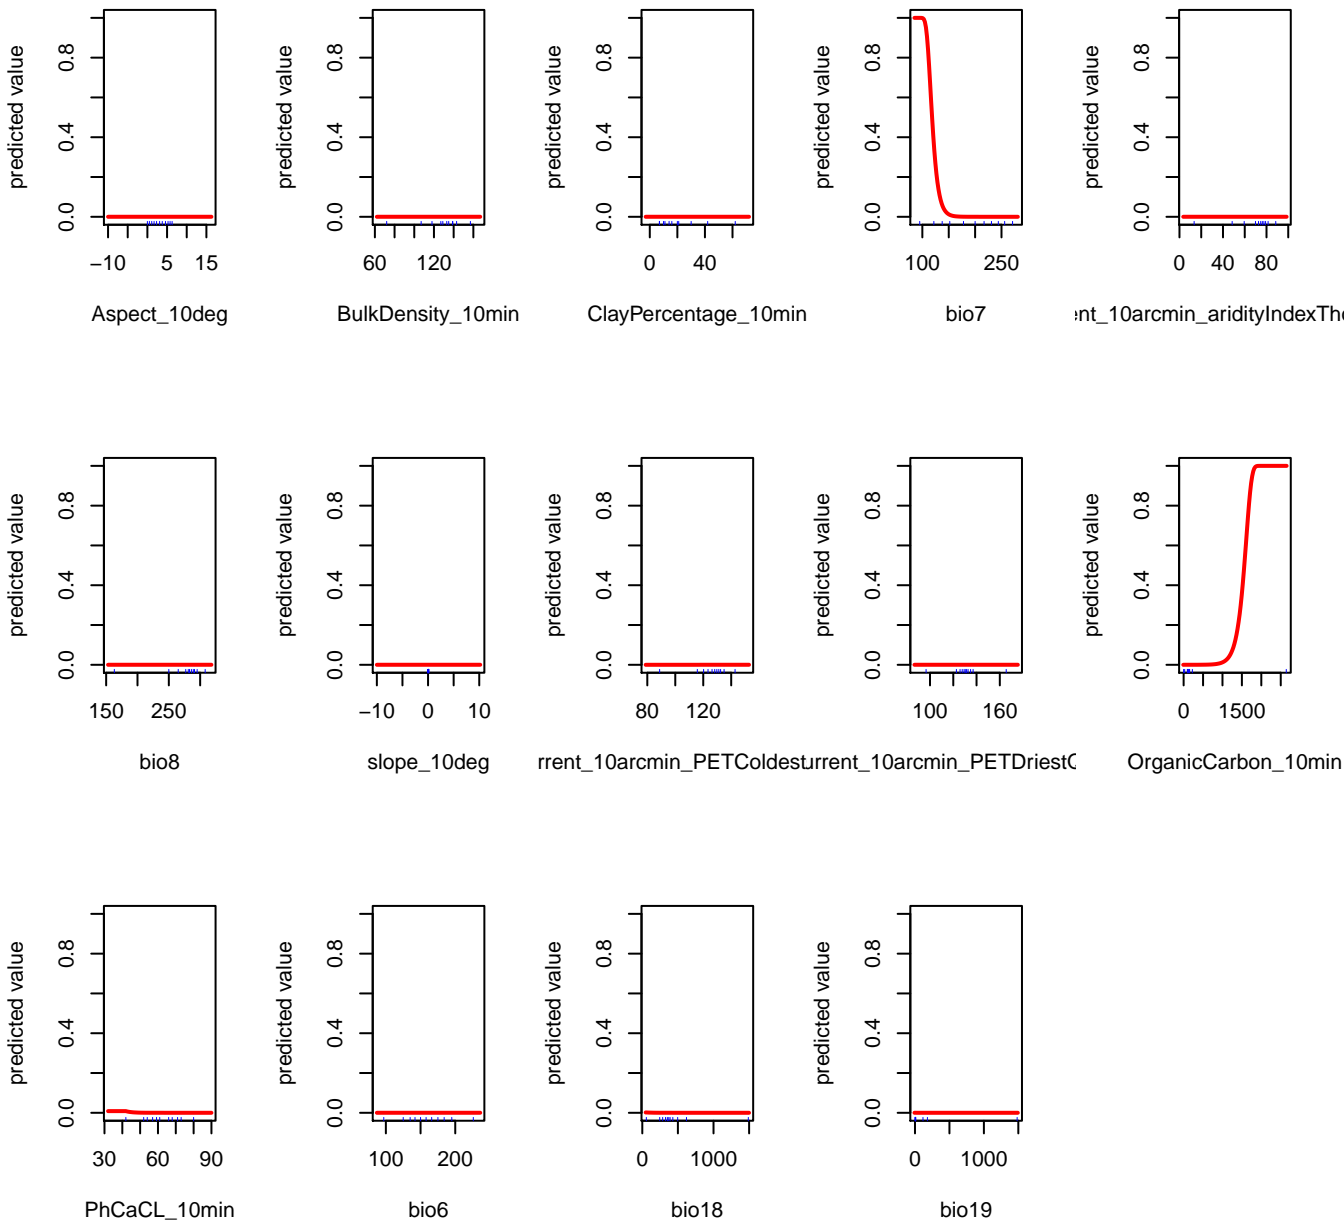 predicted value
0.0 0.4 0.8
−10 5 15
Aspect_10deg
predicted value
0.0 0.4 0.8
60 120
BulkDensity_10min
predicted value
0.0 0.4 0.8
0 40
ClayPercentage_10min
predicted value
0.0 0.4 0.8
100 250
bio7
predicted value
0.0 0.4 0.8
0 40 80
ent_10arcmin_aridityIndexTho
predicted value
0.0 0.4 0.8
150 250
bio8
predicted value
0.0 0.4 0.8
−10 0 10
slope_10deg
predicted value
0.0 0.4 0.8
80 120
rrent_10arcmin_PETColdest
predicted value
0.0 0.4 0.8
100 160
urrent_10arcmin_PETDriestQ
predicted value
0.0 0.4 0.8
0 1500
OrganicCarbon_10min
predicted value
0.0 0.4 0.8
30 60 90
PhCaCL_10min
predicted value
0.0 0.4 0.8
100 200
bio6
predicted value
0.0 0.4 0.8
0 1000
bio18
predicted value
0.0 0.4 0.8
0 1000
bio19